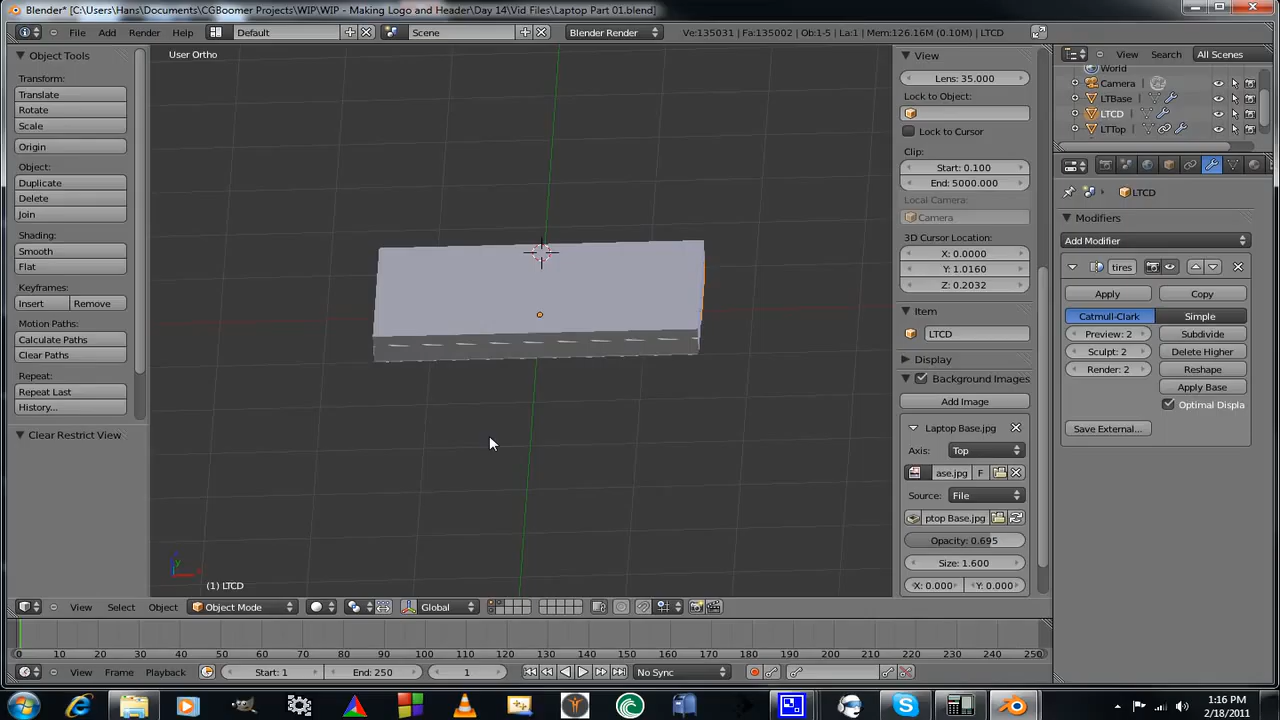 Blender* [C:\Users\Hans\Documents\CGBoomer Projects\WIP\WIP - Making Logo and Header\Day 14\Vid Files\Laptop Part 01.blend]
File Add Render Help Default Scene Blender Render Ve:135031 | Fa:135002 | Ob:1-5 | La:1 | Mem:126.16M (0.10M) | LTCD
Object Tools
Transform:
Translate
Rotate
Scale
Origin
Object:
Duplicate
Delete
Join
Shading:
Smooth
Flat
Keyframes:
Insert Remove
Motion Paths:
Calculate Paths
Clear Paths
Repeat:
Repeat Last
History...
Clear Restrict View
User Ortho
y
(1) LTCD
View
Lens: 35.000
Lock to Object:
Lock to Cursor
Clip:
Start: 0.100
End: 5000.000
Local Camera:
Camera
3D Cursor Location:
X: 0.0000
Y: 1.0160
Z: 0.2032
Item
LTCD
Display
Background Images
Add Image
Laptop Base.jpg
Axis: Top
ase.jpg F
Source: File
ptop Base.jpg
Opacity: 0.695
Size: 1.600
X: 0.000 Y: 0.000
View Search All Scenes
World
Camera
LTBase
LTCD
LTTop
LTCD
Modifiers
Add Modifier
tires
Apply Copy
Catmull-Clark Simple
Preview: 2 Subdivide
Sculpt: 2 Delete Higher
Render: 2 Reshape
Apply Base
Optimal Displa
Save External...
View Select Object Object Mode Global
0 10 20 30 40 50 60 70 80 90 100 110 120 130 140 150 160 170 180 190 200 210 220 230 240 250
View Frame Playback Start: 1 End: 250 1 No Sync
1:16 PM
2/18/2011